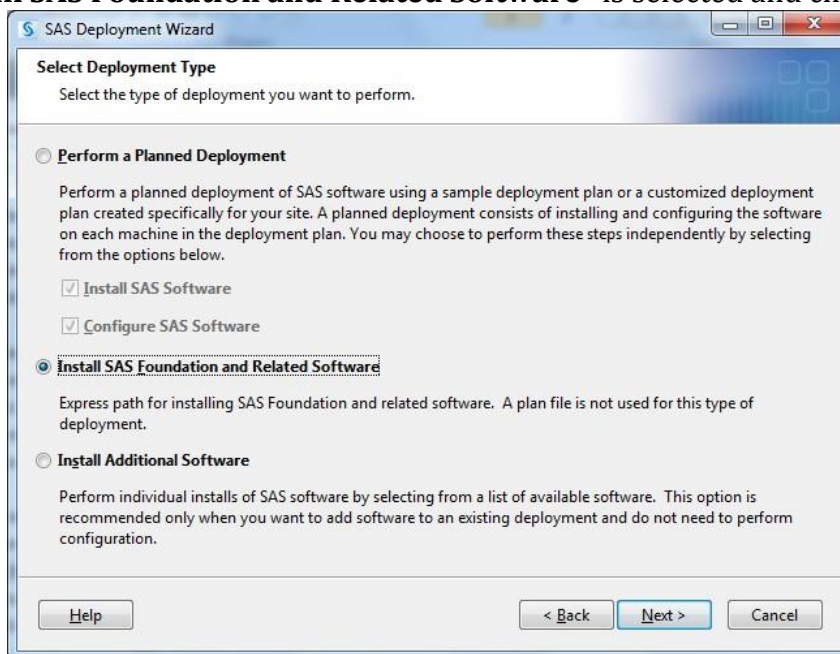 SAS Foundation and Related Software" is selected and
SAS Deployment Wizard
Select Deployment Type
Select the type of deployment you want to perform.
Perform a Planned Deployment
Perform a planned deployment of SAS software using a sample deployment plan or a customized deployment
plan created specifically for your site. A planned deployment consists of installing and configuring the software
on each machine in the deployment plan. You may choose to perform these steps independently by selecting
from the options below.
Install SAS Software
Configure SAS Software
Install SAS Foundation and Related Software
Express path for installing SAS Foundation and related software. A plan file is not used for this type of
deployment.
Install Additional Software
Perform individual installs of SAS software by selecting from a list of available software. This option is
recommended only when you want to add software to an existing deployment and do not need to perform
configuration.
Help
< Back
Next >
Cancel